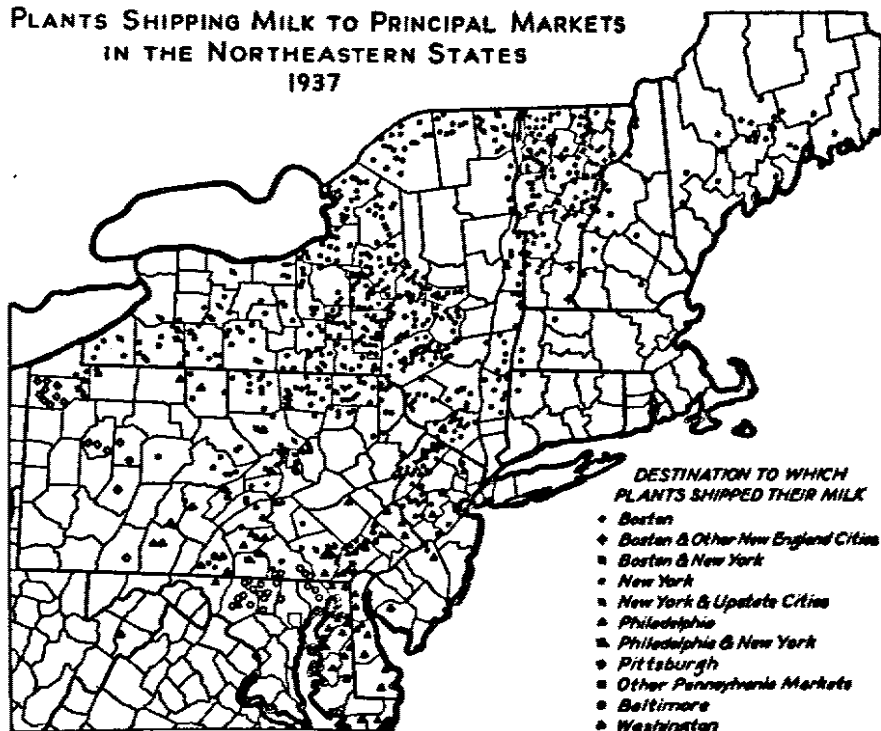 PLANTS SHIPPING MILK TO PRINCIPAL MARKETS
IN THE NORTHEASTERN STATES
1937
DESTINATION TO WHICH
PLANTS SHIPPED THEIR MILK
Boston
Boston & Other New England Cities
Boston & New York
New York
New York & Upstate Cities
Philadelphia
Philadelphia & New York
Pittsburgh
Other Pennsylvania Markets
Baltimore
Washington